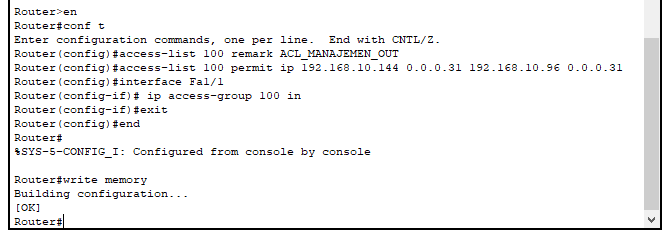 Router>en
Router#conf t
Enter configuration commands, one per line.  End with CNTL/Z.
Router(config)#access-list 100 remark ACL_MANAJEMEN_OUT
Router(config)#access-list 100 permit ip 192.168.10.144 0.0.0.31 192.168.10.96 0.0.0.31
Router(config)#interface Fa1/1
Router(config-if)# ip access-group 100 in
Router(config-if)#exit
Router(config)#end
Router#
%SYS-5-CONFIG_I: Configured from console by console
Router#write memory
Building configuration...
[OK]
Router#